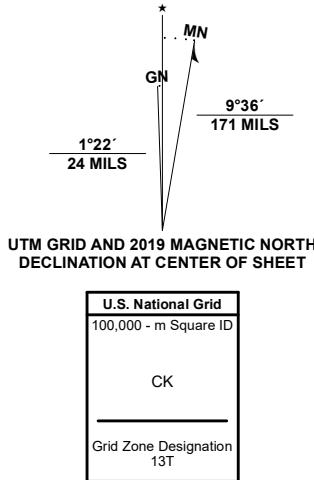 MN
GN
9°36´
171 MILS
1°22´
24 MILS
UTM GRID AND 2019 MAGNETIC NORTH
DECLINATION AT CENTER OF SHEET
U.S. National Grid
100,000 - m Square ID
CK
Grid Zone Designation
13T